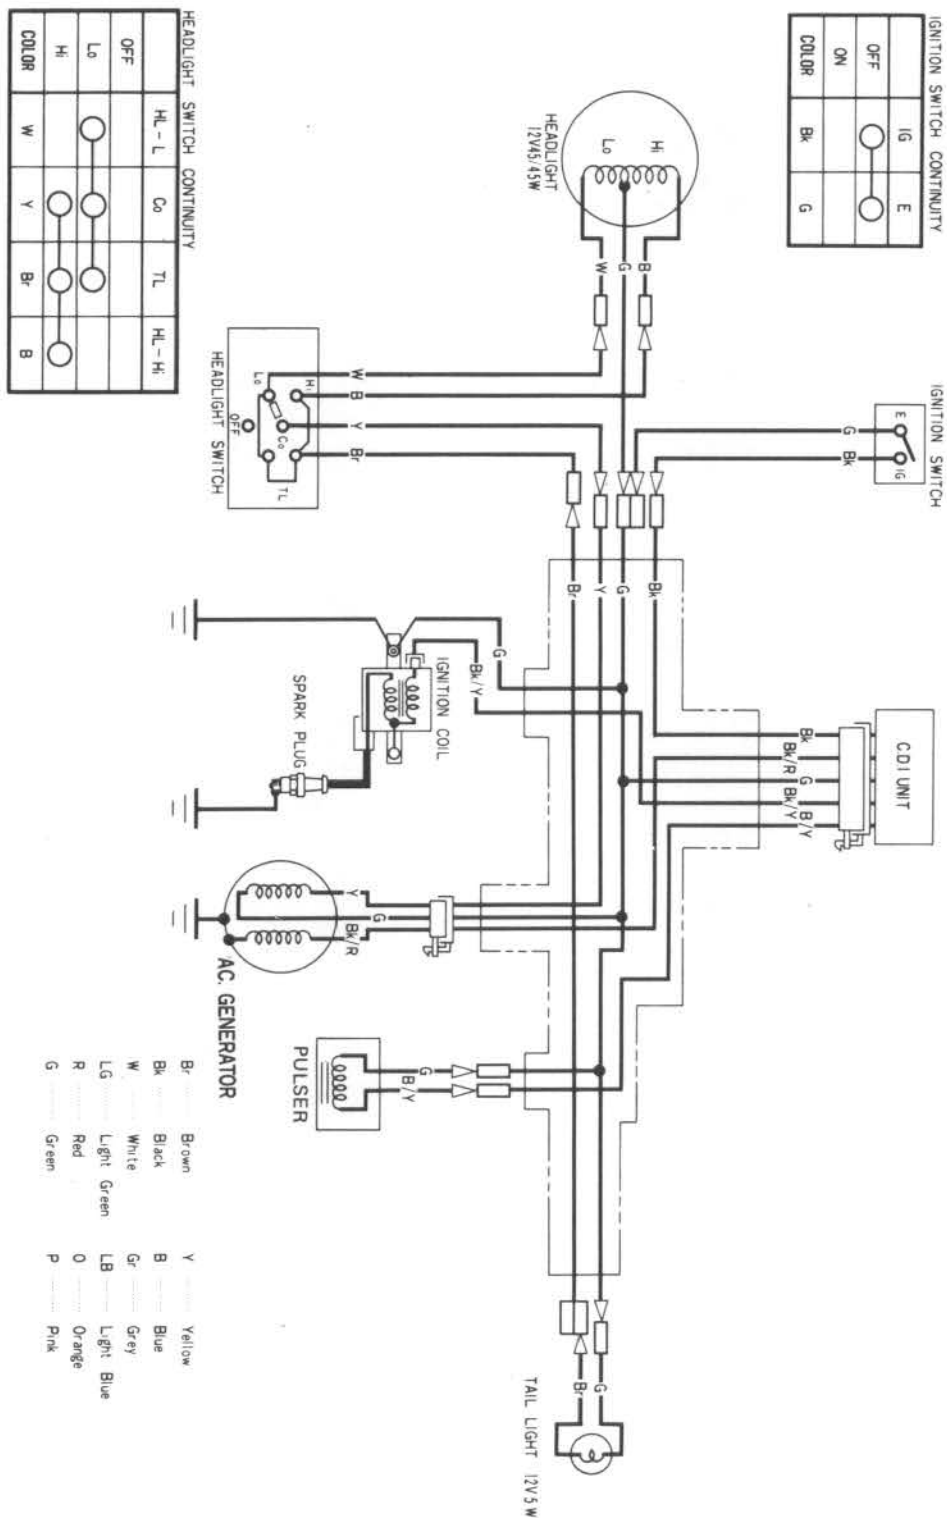 IGNITION SWITCH CONTINUITY
IG E
OFF
ON
COLOR Bk G
HEADLIGHT SWITCH CONTINUITY
HL-L Co TL HL-Hi
OFF
Lo
Hi
COLOR W Y Br B
HEADLIGHT
12V45/45W
Hi
Lo
B
G
W
IGNITION SWITCH
E
IG
G
Bk
HEADLIGHT SWITCH
Lo
Hi
Co
OFF
TL
W
B
Y
Br
Bk
G
Y
Br
CDI UNIT
Bk
Bk/R
G
Bk/Y
B/Y
G
Bk/Y
IGNITION COIL
SPARK PLUG
Y
G
Bk/R
AC. GENERATOR
G
B/Y
PULSER
G
Br
TAIL LIGHT 12V5W
Br ........ Brown Y ........ Yellow
Bk ........ Black B ........ Blue
W ........ White Gr ........ Grey
LG ........ Light Green LB ........ Light Blue
R ........ Red O ........ Orange
G ........ Green P ........ Pink